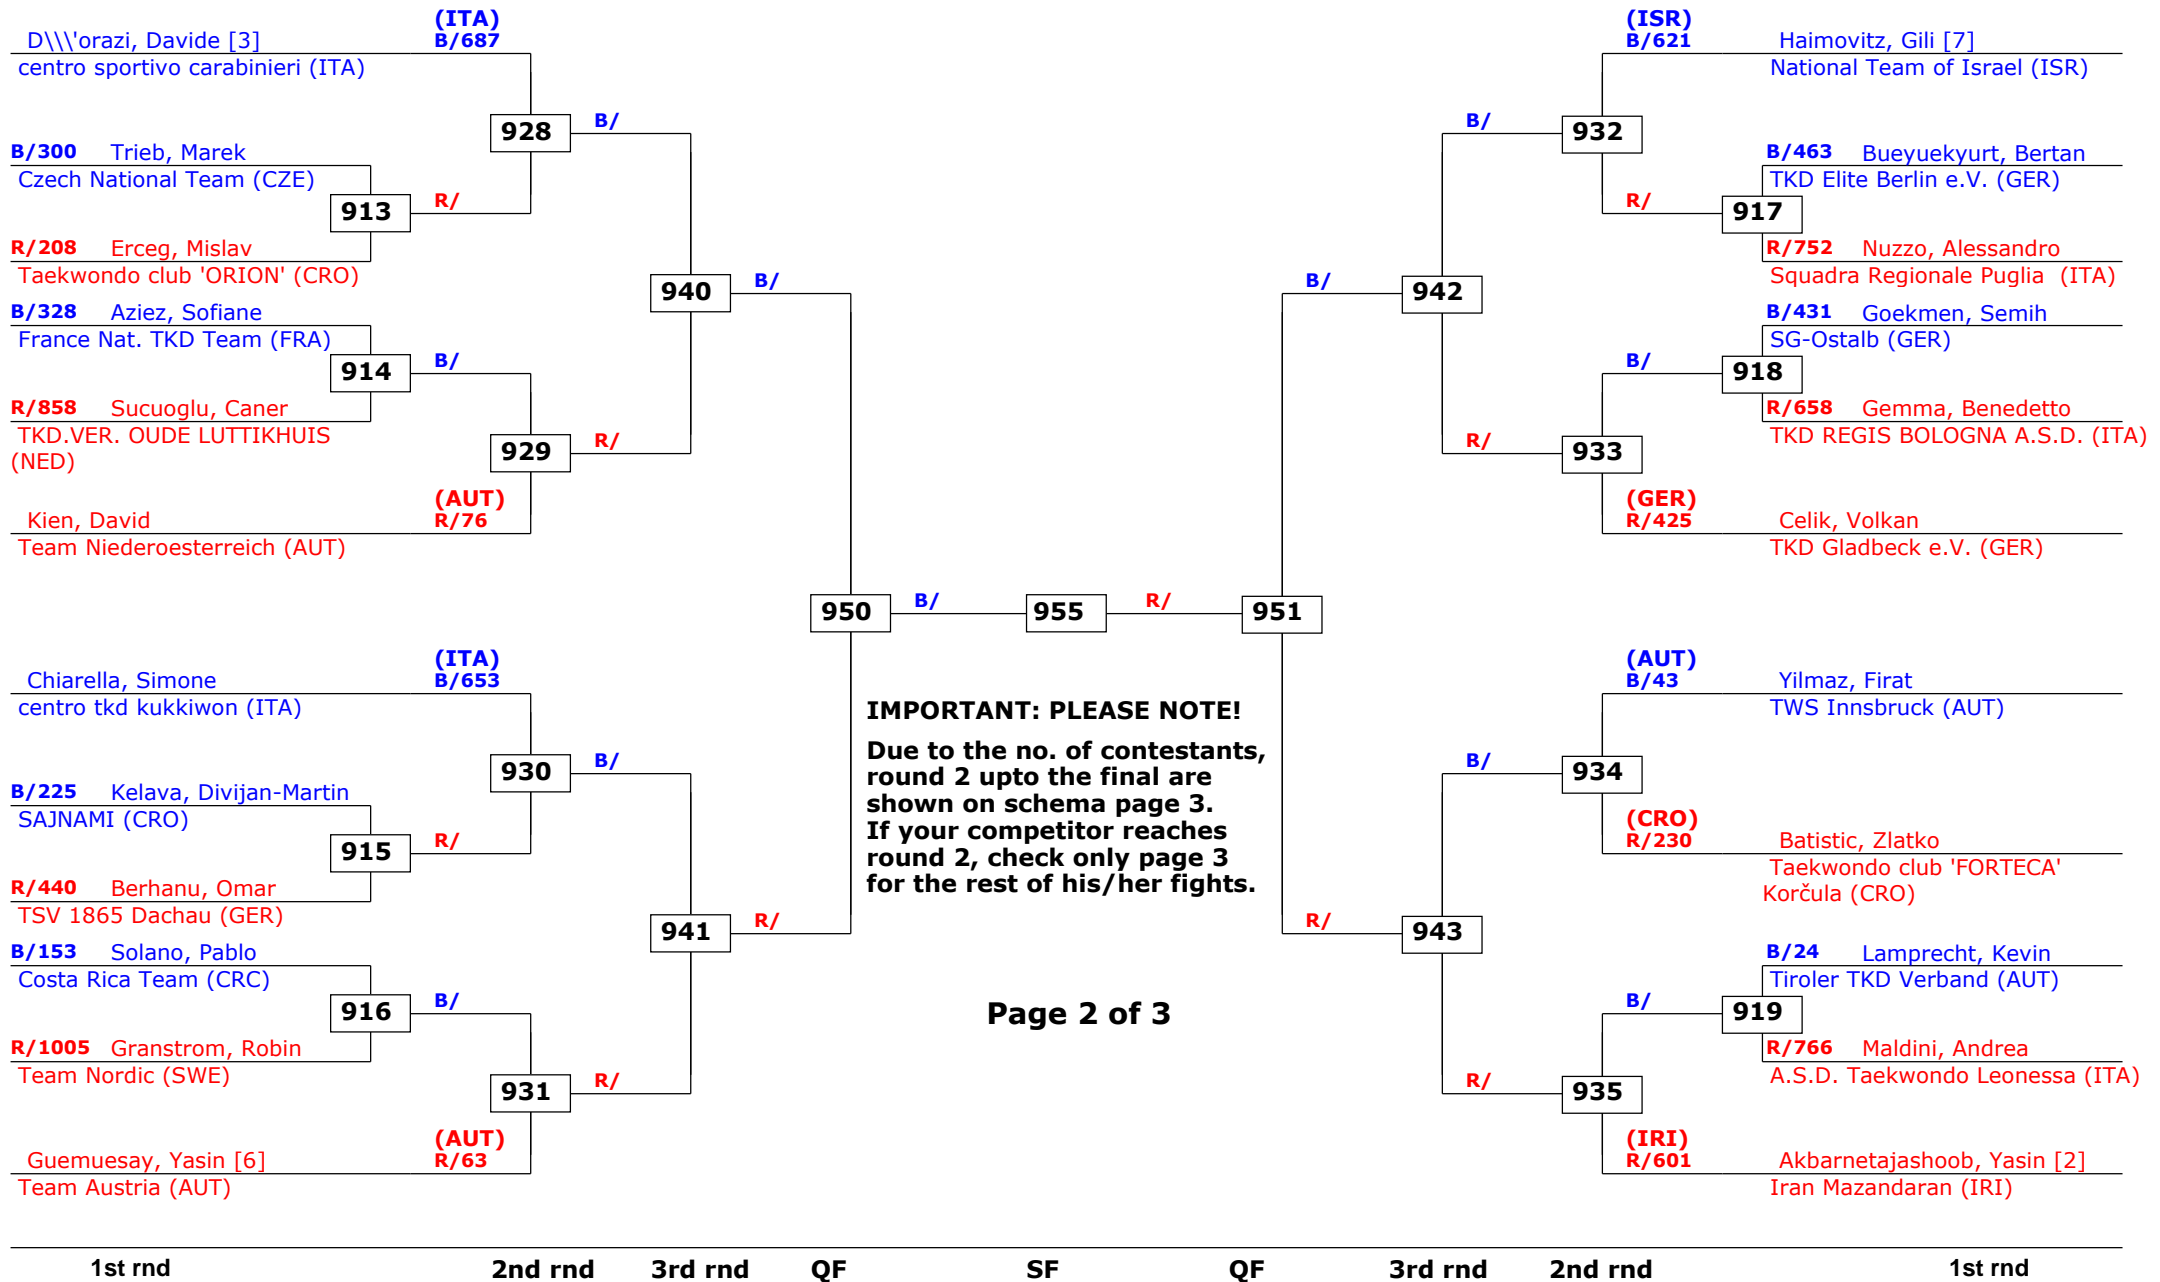 (ITA)
D\\\'orazi, Davide [3] B/687
centro sportivo carabinieri (ITA)
928 B/
B/300 Trieb, Marek
Czech National Team (CZE)
913 R/
R/208 Erceg, Mislav
Taekwondo club 'ORION' (CRO)
940 B/
B/328 Aziez, Sofiane
France Nat. TKD Team (FRA)
914 B/
R/858 Sucuoglu, Caner
TKD.VER. OUDE LUTTIKHUIS
(NED)
929 R/
(AUT)
Kien, David R/76
Team Niederoesterreich (AUT)
950 B/ 955 R/ 951
(ITA)
Chiarella, Simone B/653
centro tkd kukkiwon (ITA)
930 B/
B/225 Kelava, Divijan-Martin
SAJNAMI (CRO)
915 R/
R/440 Berhanu, Omar
TSV 1865 Dachau (GER)
941 R/
B/153 Solano, Pablo
Costa Rica Team (CRC)
916 B/
R/1005 Granstrom, Robin
Team Nordic (SWE)
931 R/
(AUT)
Guemuesay, Yasin [6] R/63
Team Austria (AUT)
IMPORTANT: PLEASE NOTE!
Due to the no. of contestants,
round 2 upto the final are
shown on schema page 3.
If your competitor reaches
round 2, check only page 3
for the rest of his/her fights.
Page 2 of 3
(ISR)
B/621 Haimovitz, Gili [7]
National Team of Israel (ISR)
B/ 932
B/463 Bueyuekyurt, Bertan
TKD Elite Berlin e.V. (GER)
R/ 917
R/752 Nuzzo, Alessandro
Squadra Regionale Puglia (ITA)
B/ 942
B/431 Goekmen, Semih
SG-Ostalb (GER)
B/ 918
R/658 Gemma, Benedetto
TKD REGIS BOLOGNA A.S.D. (ITA)
R/ 933
(GER)
R/425 Celik, Volkan
TKD Gladbeck e.V. (GER)
(AUT)
B/43 Yilmaz, Firat
TWS Innsbruck (AUT)
B/ 934
(CRO)
R/230 Batistic, Zlatko
Taekwondo club 'FORTECA'
Korčula (CRO)
R/ 943
B/24 Lamprecht, Kevin
Tiroler TKD Verband (AUT)
B/ 919
R/766 Maldini, Andrea
A.S.D. Taekwondo Leonessa (ITA)
R/ 935
(IRI)
R/601 Akbarnetajashoob, Yasin [2]
Iran Mazandaran (IRI)
1st rnd 2nd rnd 3rd rnd QF SF QF 3rd rnd 2nd rnd 1st rnd